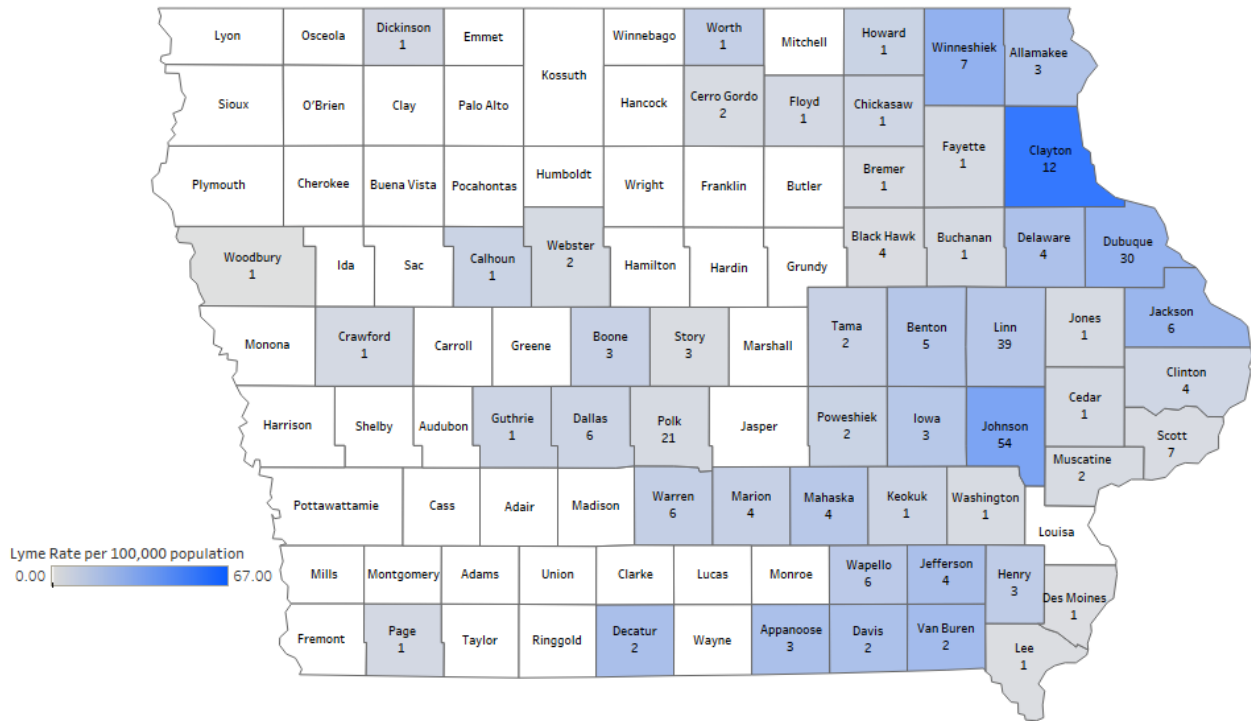 Lyon
Osceola
Dickinson
1
Emmet
Winnebago
Worth
1
Mitchell
Howard
1
Winneshiek
7
Allamakee
3
Kossuth
Sioux
O'Brien
Clay
Palo Alto
Hancock
Cerro Gordo
2
Floyd
1
Chickasaw
1
Fayette
1
Clayton
12
Plymouth
Cherokee
Buena Vista
Pocahontas
Humboldt
Wright
Franklin
Butler
Bremer
1
Woodbury
1
Ida
Sac
Calhoun
1
Webster
2
Hamilton
Hardin
Grundy
Black Hawk
4
Buchanan
1
Delaware
4
Dubuque
30
Monona
Crawford
1
Carroll
Greene
Boone
3
Story
3
Marshall
Tama
2
Benton
5
Linn
39
Jones
1
Jackson
6
Clinton
4
Harrison
Shelby
Audubon
Guthrie
1
Dallas
6
Polk
21
Jasper
Poweshiek
2
Iowa
3
Johnson
54
Cedar
1
Scott
7
Muscatine
2
Pottawattamie
Cass
Adair
Madison
Warren
6
Marion
4
Mahaska
4
Keokuk
1
Washington
1
Louisa
Lyme Rate per 100,000 population
0.00 67.00
Mills
Montgomery
Adams
Union
Clarke
Lucas
Monroe
Wapello
6
Jefferson
4
Henry
3
Des Moines
1
Fremont
Page
1
Taylor
Ringgold
Decatur
2
Wayne
Appanoose
3
Davis
2
Van Buren
2
Lee
1